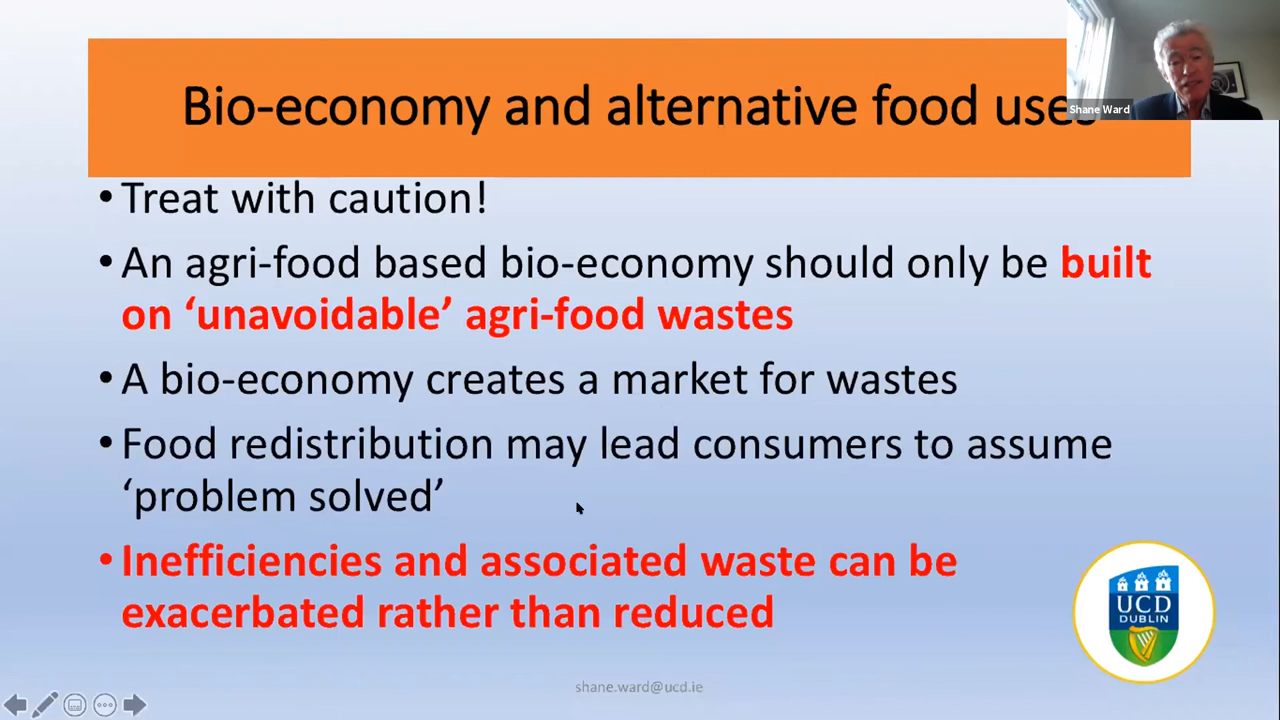 Bio-economy and alternative food uses
Shane Ward
• Treat with caution!
• An agri-food based bio-economy should only be built
on ‘unavoidable’ agri-food wastes
• A bio-economy creates a market for wastes
• Food redistribution may lead consumers to assume
‘problem solved’
• Inefficiencies and associated waste can be
exacerbated rather than reduced
UCD
DUBLIN
shane.ward@ucd.ie